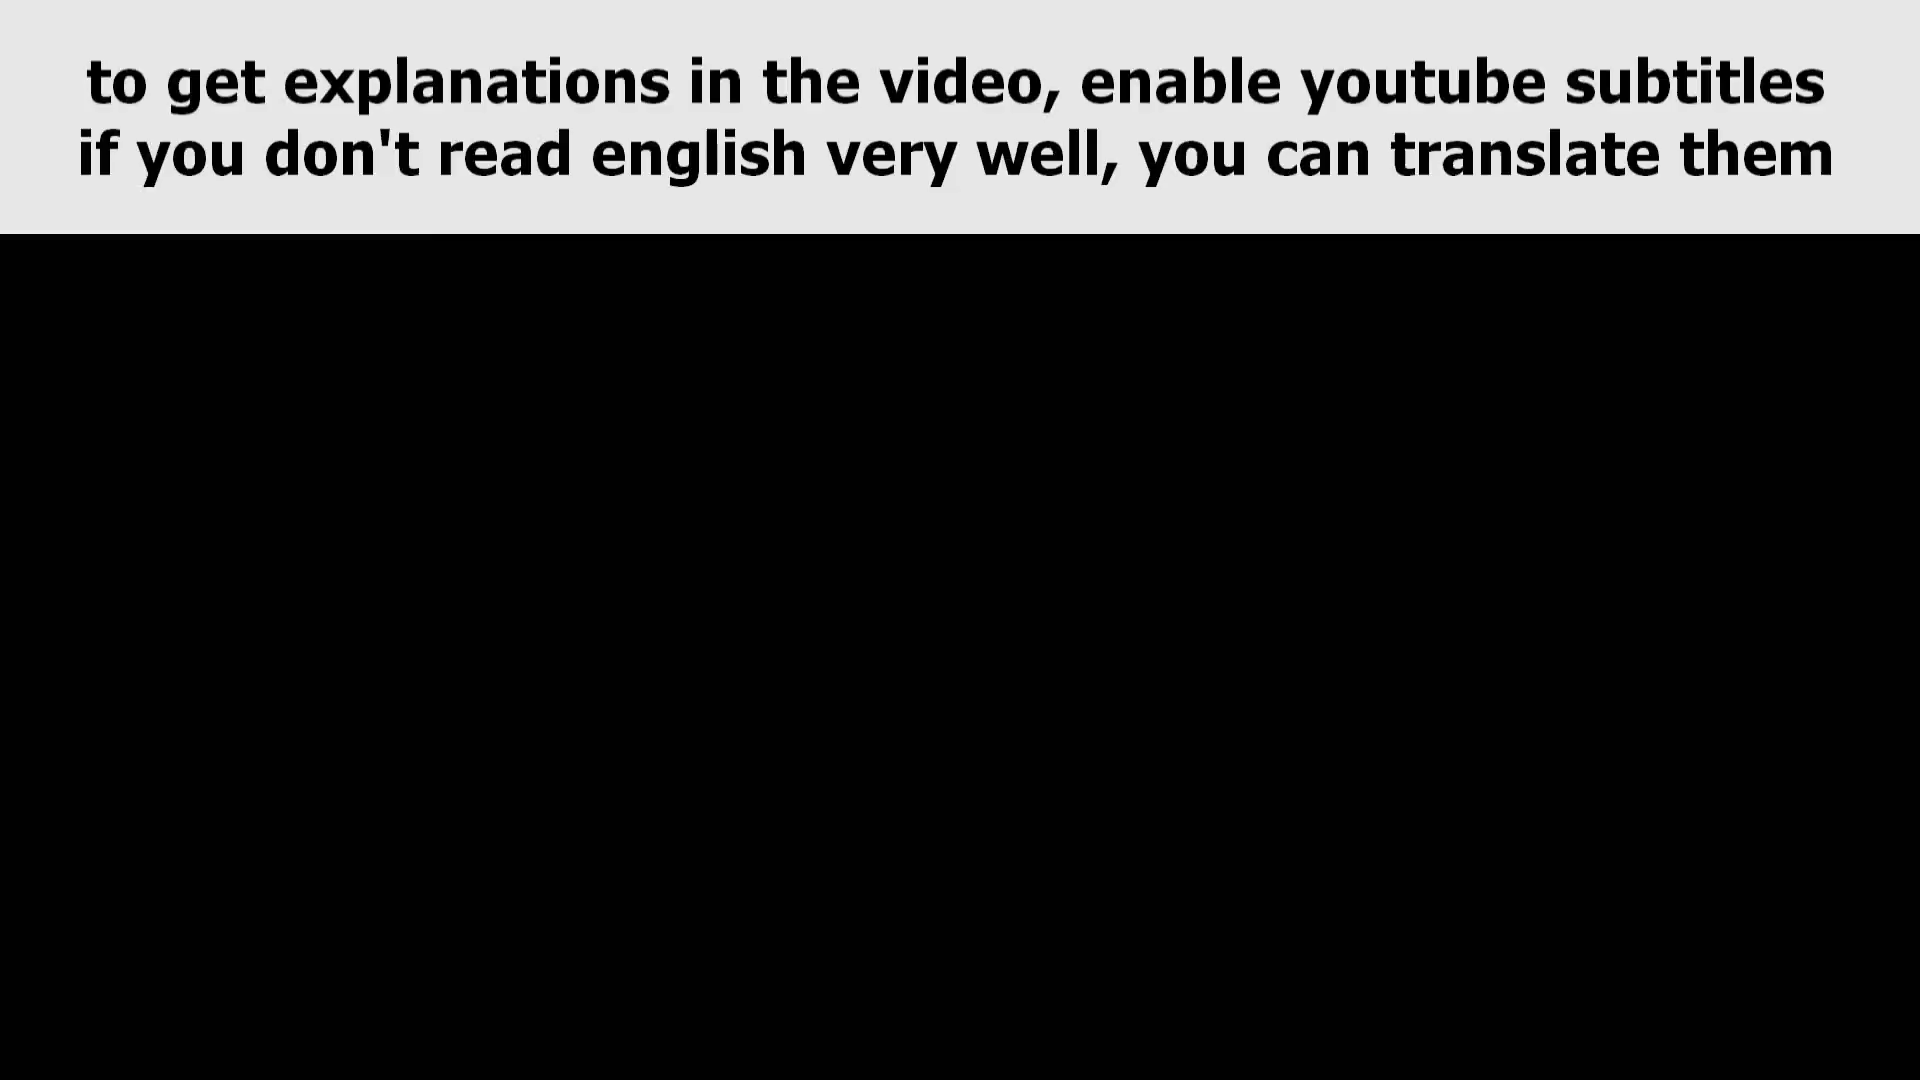 to get explanations in the video, enable youtube subtitles
if you don't read english very well, you can translate them